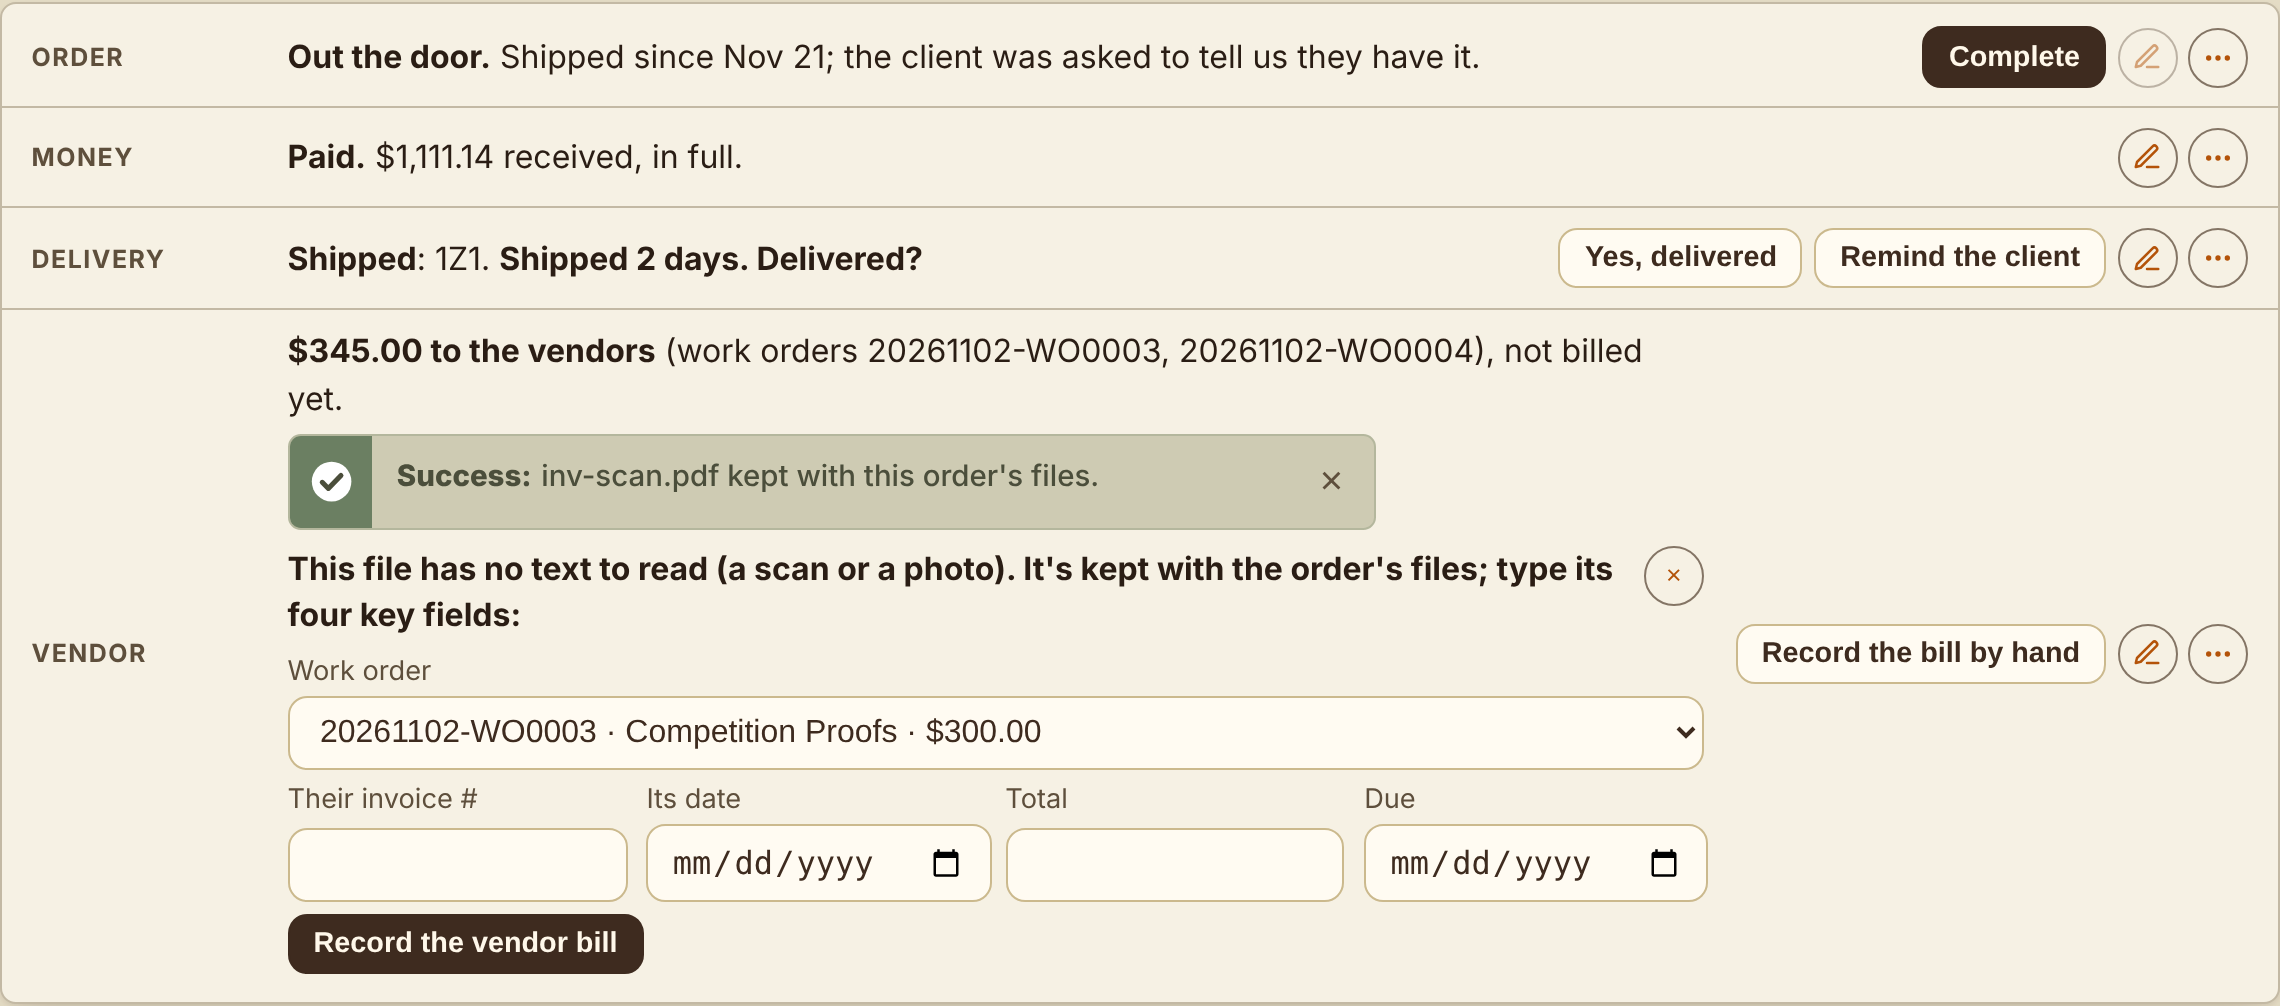 ORDER
Out the door. Shipped since Nov 21; the client was asked to tell us they have it.
Complete
MONEY
Paid. $1,111.14 received, in full.
DELIVERY
Shipped: 1Z1. Shipped 2 days. Delivered?
Yes, delivered
Remind the client
$345.00 to the vendors (work orders 20261102-WO0003, 20261102-WO0004), not billed
yet.
Success: inv-scan.pdf kept with this order's files.
This file has no text to read (a scan or a photo). It's kept with the order's files; type its
four key fields:
VENDOR
Record the bill by hand
Work order
20261102-WO0003 · Competition Proofs · $300.00
Their invoice #
Its date
Total
Due
mm/dd/yyyy
mm/dd/yyyy
Record the vendor bill